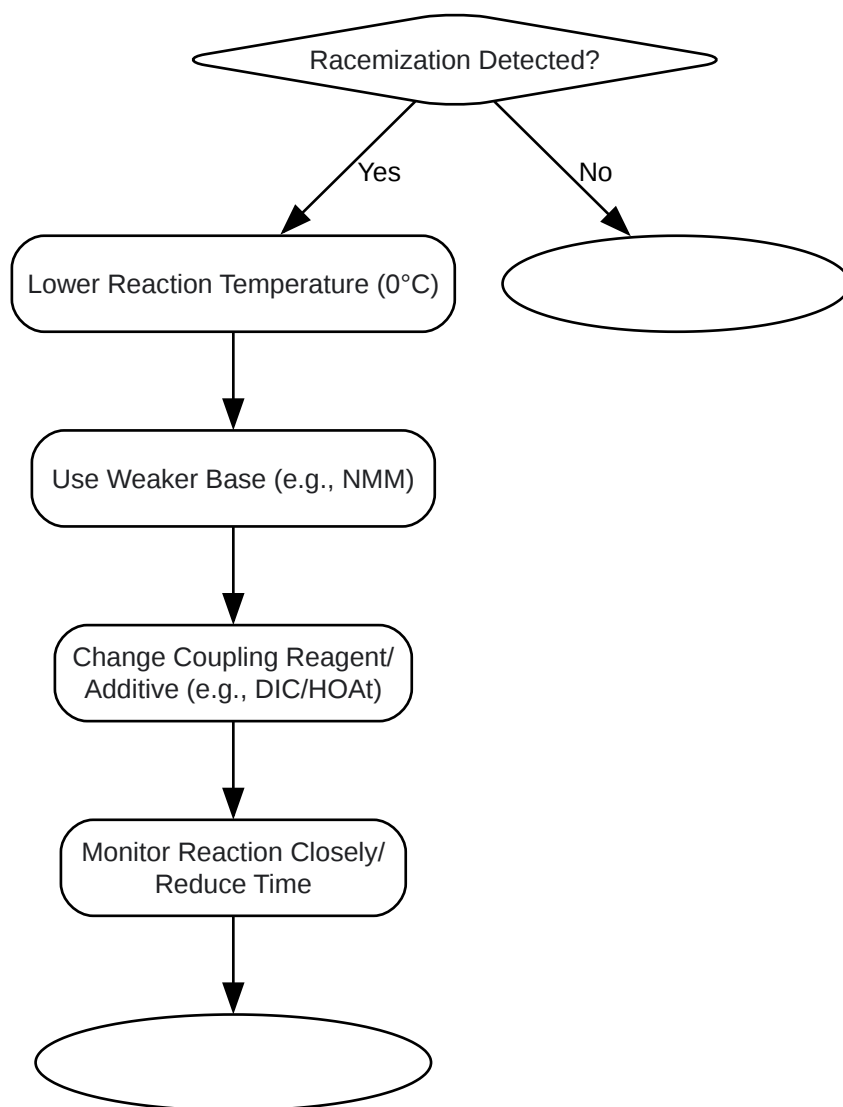 Racemization Detected?
Yes
No
Lower Reaction Temperature (0°C)
Use Weaker Base (e.g., NMM)
Change Coupling Reagent/
Additive (e.g., DIC/HOAt)
Monitor Reaction Closely/
Reduce Time